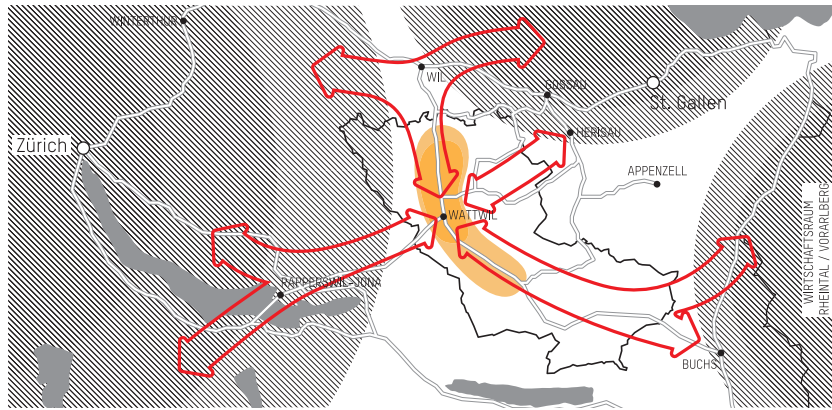 WINTERTHUR
WIL
GOSSAU
St. Gallen
Zürich
HERISAU
APPENZELL
WATTWIL
WIRTSCHAFTSRAUM
RHEINTAL / VORARLBERG
RAPPERSWIL-JONA
BUCHS